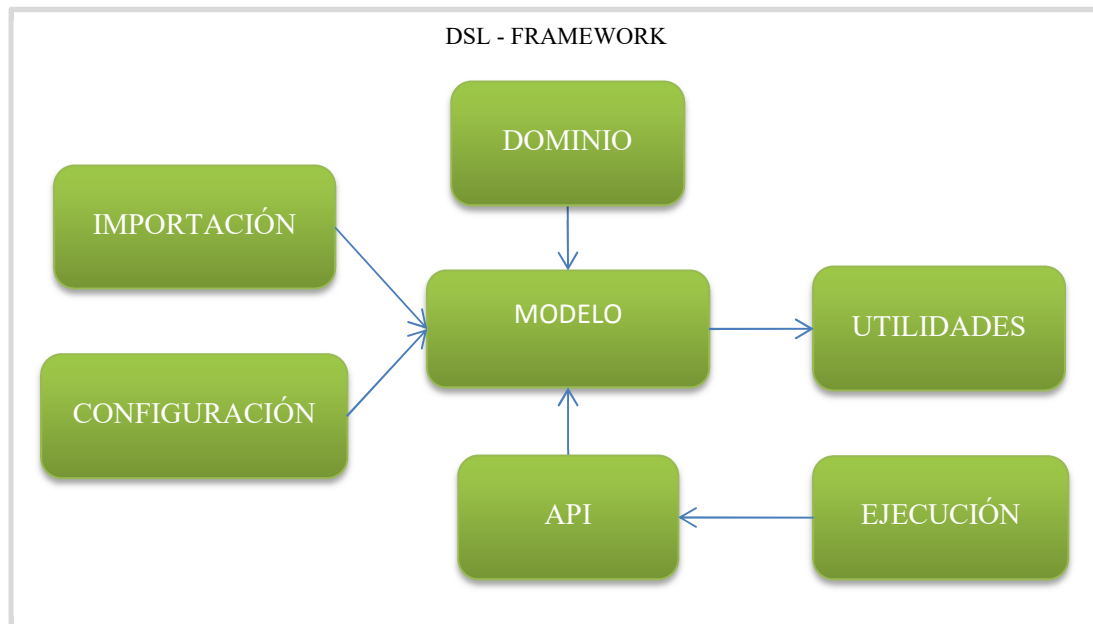 DSL - FRAMEWORK
DOMINIO
IMPORTACIÓN
MODELO
UTILIDADES
CONFIGURACIÓN
API
EJECUCIÓN